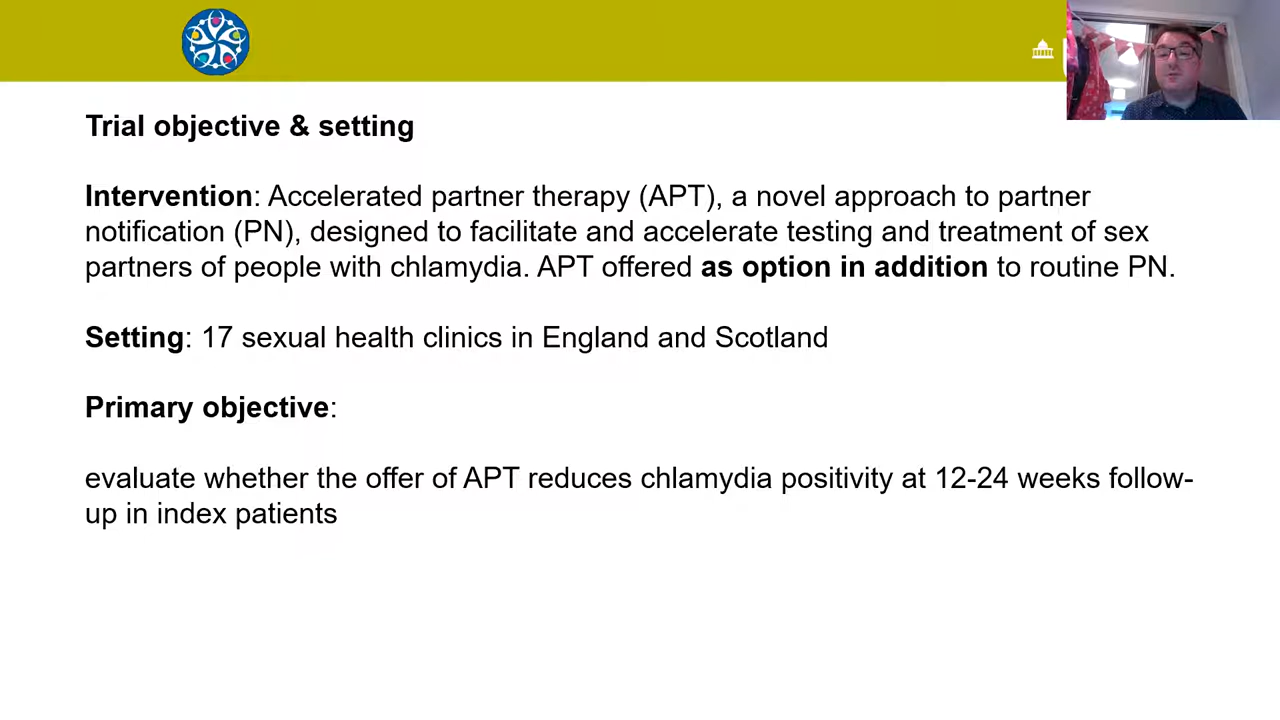 Trial objective & setting
Intervention: Accelerated partner therapy (APT), a novel approach to partner
notification (PN), designed to facilitate and accelerate testing and treatment of sex
partners of people with chlamydia. APT offered as option in addition to routine PN.
Setting: 17 sexual health clinics in England and Scotland
Primary objective:
evaluate whether the offer of APT reduces chlamydia positivity at 12-24 weeks follow-
up in index patients